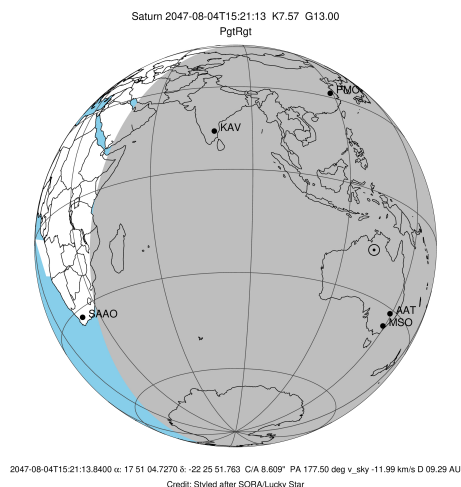 Saturn 2047-08-04T15:21:13 K7.57 G13.00
PgtRgt
PMO
KAV
SAAO
AAT
MSO
2047-08-04T15:21:13.8400 α: 17 51 04.7270 δ: -22 25 51.763 C/A 8.609" PA 177.50 deg v_sky -11.99 km/s D 09.29 AU
Credit: Styled after SORA/Lucky Star